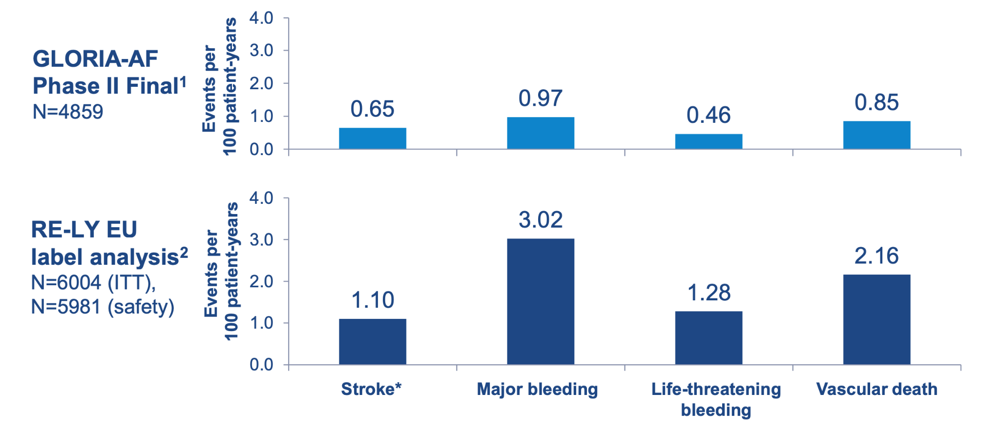 GLORIA-AF
Phase II Final¹
N=4859
Events per
100 patient-years
4.0
3.0
2.0
1.0
0.0
0.65
0.97
0.46
0.85
RE-LY EU
label analysis²
N=6004 (ITT),
N=5981 (safety)
Events per
100 patient-years
4.0
3.0
2.0
1.0
0.0
1.10
3.02
1.28
2.16
Stroke*
Major bleeding
Life-threatening
bleeding
Vascular death